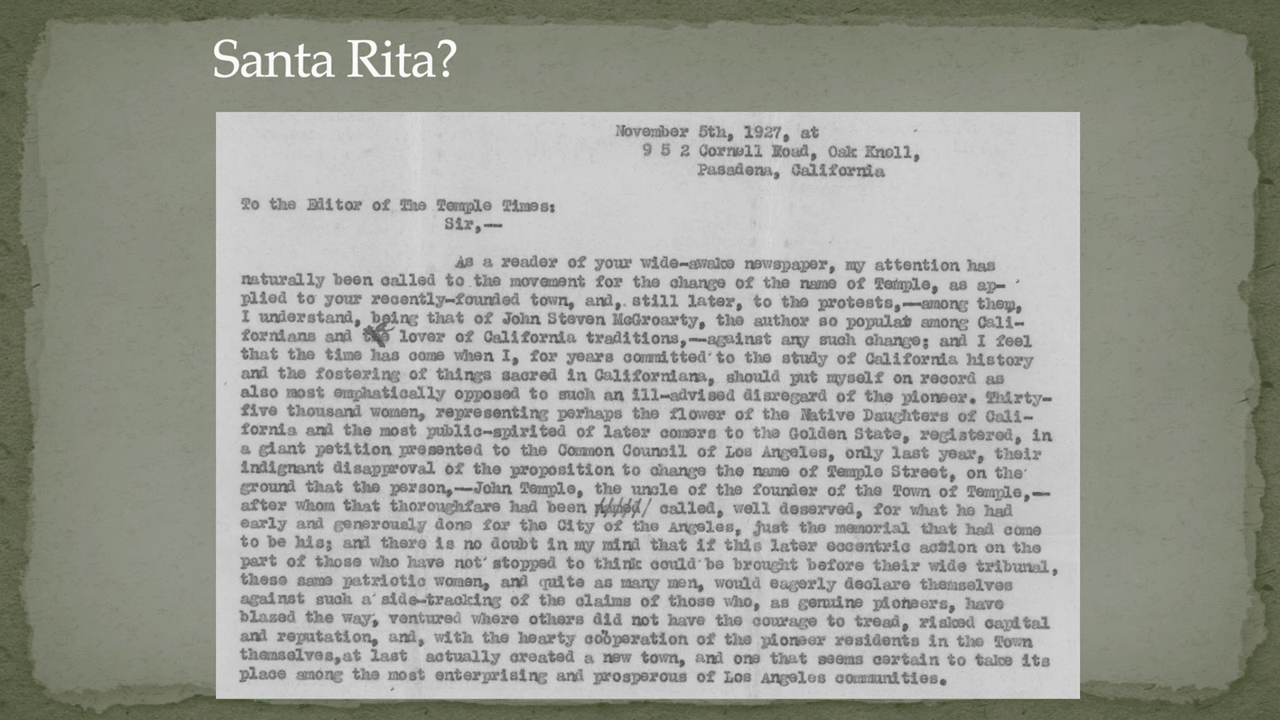 Santa Rita?
November 5th, 1927, at
9 5 2 Cornell Road, Oak Knoll,
Pasadena, California
To the Editor of The Temple Times:
Sir,--
As a reader of your wide-awake newspaper, my attention has
naturally been called to the movement for the change of the name of Temple, as ap-
plied to your recently-founded town, and, still later, to the protests,--among them,
I understand, being that of John Steven McGroarty, the author so popular among Cali-
fornians and the lover of California traditions,--against any such change; and I feel
that the time has come when I, for years committed to the study of California history
and the fostering of things sacred in Californiana, should put myself on record as
also most emphatically opposed to such an ill-advised disregard of the pioneer. Thirty-
five thousand women, representing perhaps the flower of the Native Daughters of Cali-
fornia and the most public-spirited of later comers to the Golden State, registered, in
a giant petition presented to the Common Council of Los Angeles, only last year, their
indignant disapproval of the proposition to change the name of Temple Street, on the
ground that the person,--John Temple, the uncle of the founder of the Town of Temple,--
after whom that thoroughfare had been called, well deserved, for what he had
early and generously done for the City of the Angeles, just the memorial that had come
to be his; and there is no doubt in my mind that if this later eccentric action on the
part of those who have not stopped to think could be brought before their wide tribunal,
these same patriotic women, and quite as many men, would eagerly declare themselves
against such a side-tracking of the claims of those who, as genuine pioneers, have
blazed the way, ventured where others did not have the courage to tread, risked capital
and reputation, and, with the hearty coöperation of the pioneer residents in the Town
themselves,at last actually created a new town, and one that seems certain to take its
place among the most enterprising and prosperous of Los Angeles communities.